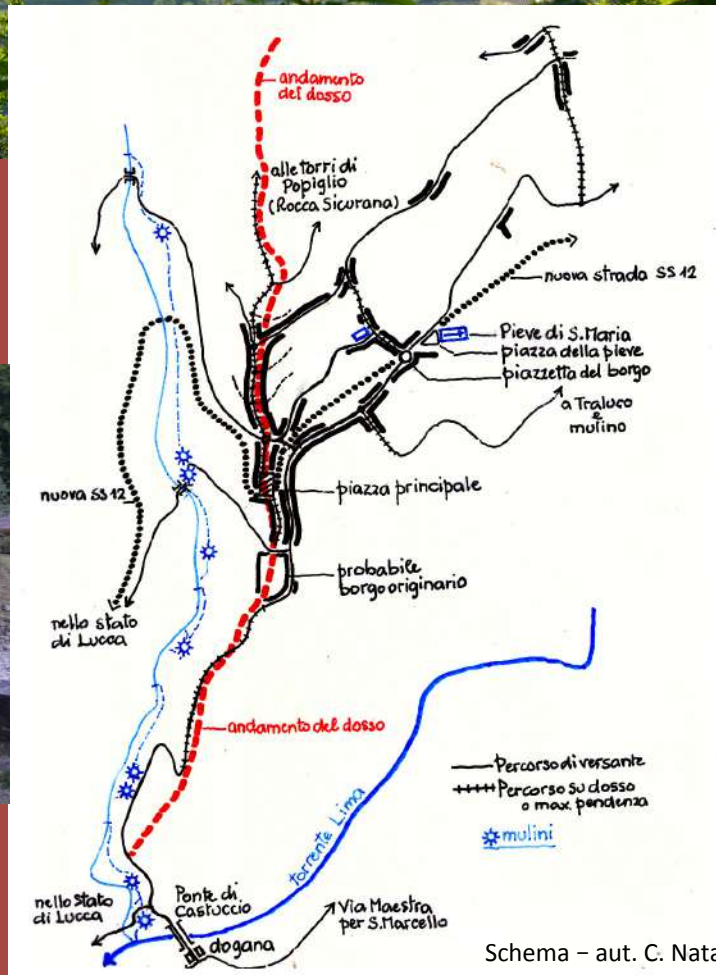 andamento
del dosso
alle torri di
Popiglio
(Rocca Sicurana)
nuova strada SS 12
Pieve di S. Maria
piazza della pieve
piazzetta del borgo
a Traluco
e
mulino
nuova SS12
piazza principale
probabile
borgo originario
nello stato
di Lucca
andamento del dosso
Percorso di versante
Percorso su dosso
o max. pendenza
mulini
torrente Lima
nello Stato
di Lucca
Ponte di
Castruccio
dogana
Via Maestra
per S. Marcello
Schema – aut. C. Nata